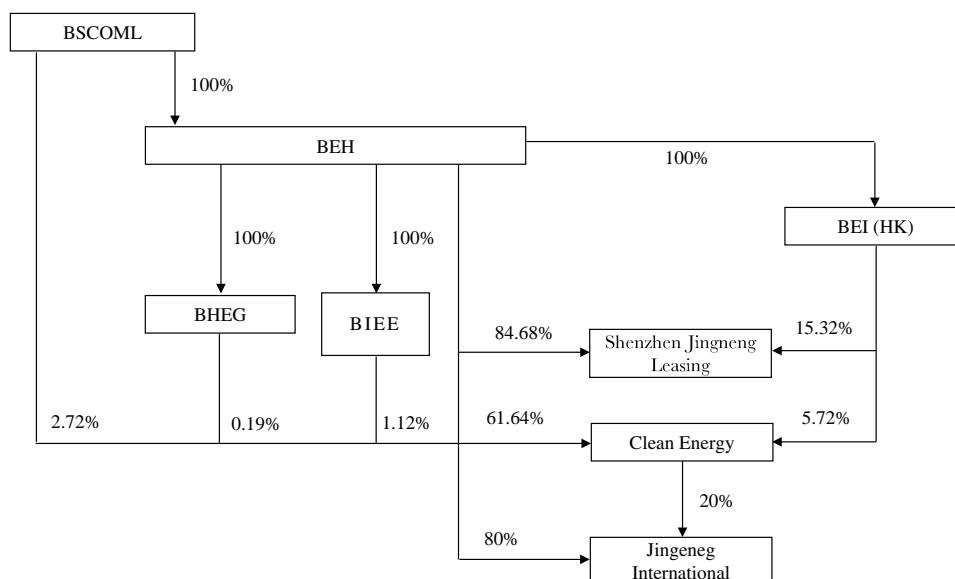 BSCOML
100%
BEH
100%
BEI (HK)
100%
100%
BHEG
BIEE
84.68%
Shenzhen Jingneng
Leasing
15.32%
2.72%
0.19%
1.12%
61.64%
Clean Energy
5.72%
20%
80%
Jingeneg
International